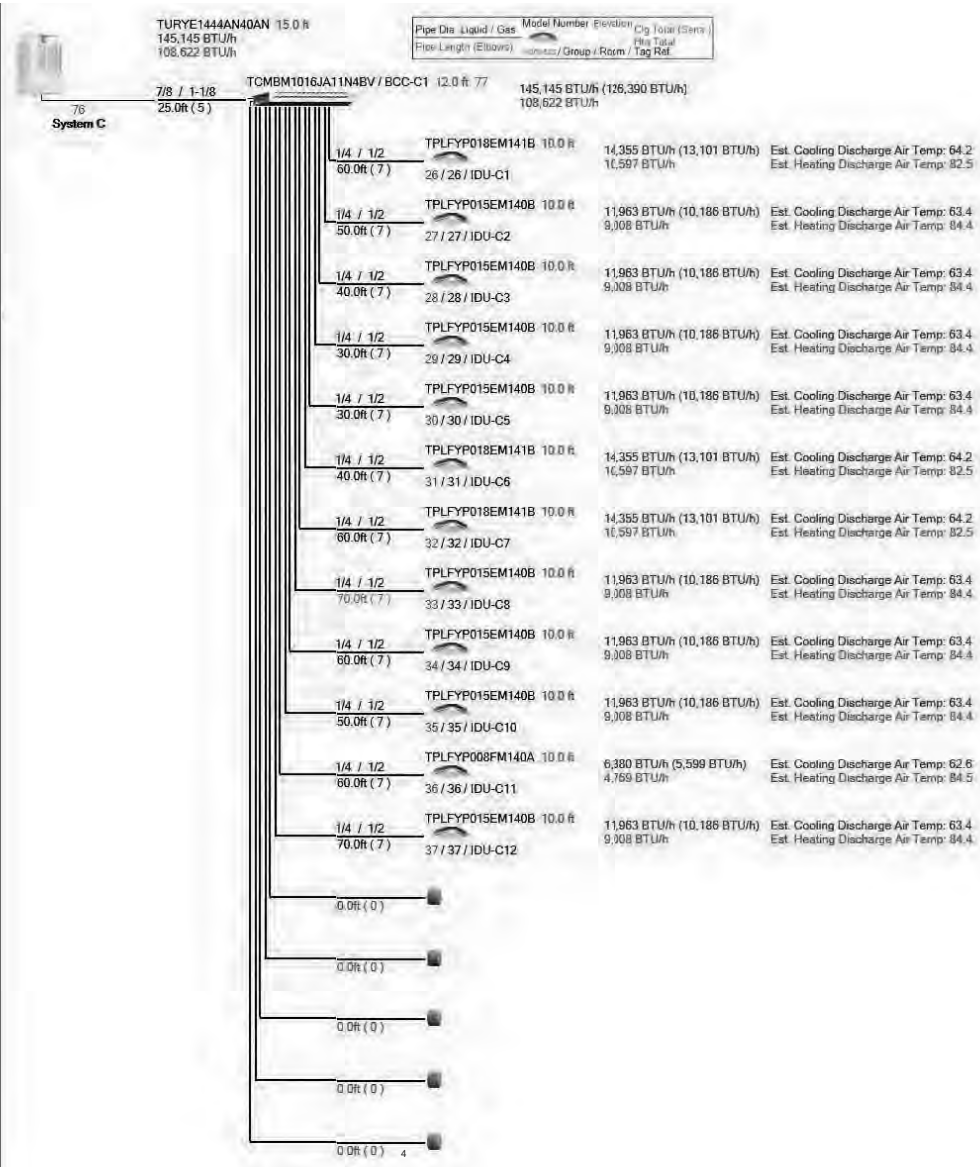 TURYE1444AN40AN 15.0 ft
145,145 BTU/h
108,622 BTU/h
Pipe Dia Liquid / Gas
Pipe Length (Elbows)
Model Number Elevation
Clg Total (Sens.)
Htg Total
/ Group / Room / Tag Ref.
76
System C
7/8 / 1-1/8
25.0ft ( 5 )
TCMBM1016JA11N4BV / BCC-C1 12.0 ft 77
145,145 BTU/h (126,390 BTU/h)
108,622 BTU/h
1/4 / 1/2
60.0ft ( 7 )
TPLFYP018EM141B 10.0 ft
26 / 26 / IDU-C1
14,355 BTU/h (13,101 BTU/h) Est. Cooling Discharge Air Temp: 64.2
10,597 BTU/h Est. Heating Discharge Air Temp: 82.5
1/4 / 1/2
50.0ft ( 7 )
TPLFYP015EM140B 10.0 ft
27 / 27 / IDU-C2
11,963 BTU/h (10,186 BTU/h) Est. Cooling Discharge Air Temp: 63.4
9,008 BTU/h Est. Heating Discharge Air Temp: 84.4
1/4 / 1/2
40.0ft ( 7 )
TPLFYP015EM140B 10.0 ft
28 / 28 / IDU-C3
11,963 BTU/h (10,186 BTU/h) Est. Cooling Discharge Air Temp: 63.4
9,008 BTU/h Est. Heating Discharge Air Temp: 84.4
1/4 / 1/2
30.0ft ( 7 )
TPLFYP015EM140B 10.0 ft
29 / 29 / IDU-C4
11,963 BTU/h (10,186 BTU/h) Est. Cooling Discharge Air Temp: 63.4
9,008 BTU/h Est. Heating Discharge Air Temp: 84.4
1/4 / 1/2
30.0ft ( 7 )
TPLFYP015EM140B 10.0 ft
30 / 30 / IDU-C5
11,963 BTU/h (10,186 BTU/h) Est. Cooling Discharge Air Temp: 63.4
9,008 BTU/h Est. Heating Discharge Air Temp: 84.4
1/4 / 1/2
40.0ft ( 7 )
TPLFYP018EM141B 10.0 ft
31 / 31 / IDU-C6
14,355 BTU/h (13,101 BTU/h) Est. Cooling Discharge Air Temp: 64.2
10,597 BTU/h Est. Heating Discharge Air Temp: 82.5
1/4 / 1/2
60.0ft ( 7 )
TPLFYP018EM141B 10.0 ft
32 / 32 / IDU-C7
14,355 BTU/h (13,101 BTU/h) Est. Cooling Discharge Air Temp: 64.2
10,597 BTU/h Est. Heating Discharge Air Temp: 82.5
1/4 / 1/2
70.0ft ( 7 )
TPLFYP015EM140B 10.0 ft
33 / 33 / IDU-C8
11,963 BTU/h (10,186 BTU/h) Est. Cooling Discharge Air Temp: 63.4
9,008 BTU/h Est. Heating Discharge Air Temp: 84.4
1/4 / 1/2
60.0ft ( 7 )
TPLFYP015EM140B 10.0 ft
34 / 34 / IDU-C9
11,963 BTU/h (10,186 BTU/h) Est. Cooling Discharge Air Temp: 63.4
9,008 BTU/h Est. Heating Discharge Air Temp: 84.4
1/4 / 1/2
50.0ft ( 7 )
TPLFYP015EM140B 10.0 ft
35 / 35 / IDU-C10
11,963 BTU/h (10,186 BTU/h) Est. Cooling Discharge Air Temp: 63.4
9,008 BTU/h Est. Heating Discharge Air Temp: 84.4
1/4 / 1/2
60.0ft ( 7 )
TPLFYP008FM140A 10.0 ft
36 / 36 / IDU-C11
6,380 BTU/h (5,599 BTU/h) Est. Cooling Discharge Air Temp: 62.6
4,769 BTU/h Est. Heating Discharge Air Temp: 84.5
1/4 / 1/2
70.0ft ( 7 )
TPLFYP015EM140B 10.0 ft
37 / 37 / IDU-C12
11,963 BTU/h (10,186 BTU/h) Est. Cooling Discharge Air Temp: 63.4
9,008 BTU/h Est. Heating Discharge Air Temp: 84.4
0.0ft ( 0 )
0.0ft ( 0 )
0.0ft ( 0 )
0.0ft ( 0 )
0.0ft ( 0 )
4